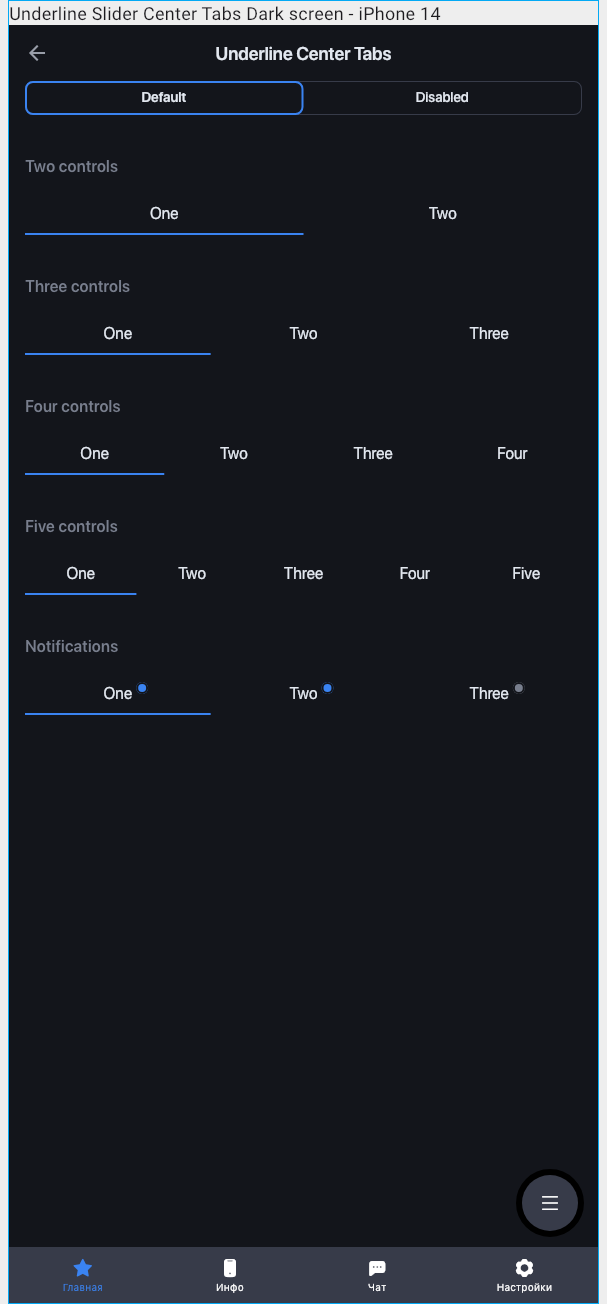 Underline Slider Center Tabs Dark screen - iPhone 14
Underline Center Tabs
Default Disabled
Two controls
One Two
Three controls
One Two Three
Four controls
One Two Three Four
Five controls
One Two Three Four Five
Notifications
One Two Three
Главная Инфо Чат Настройки